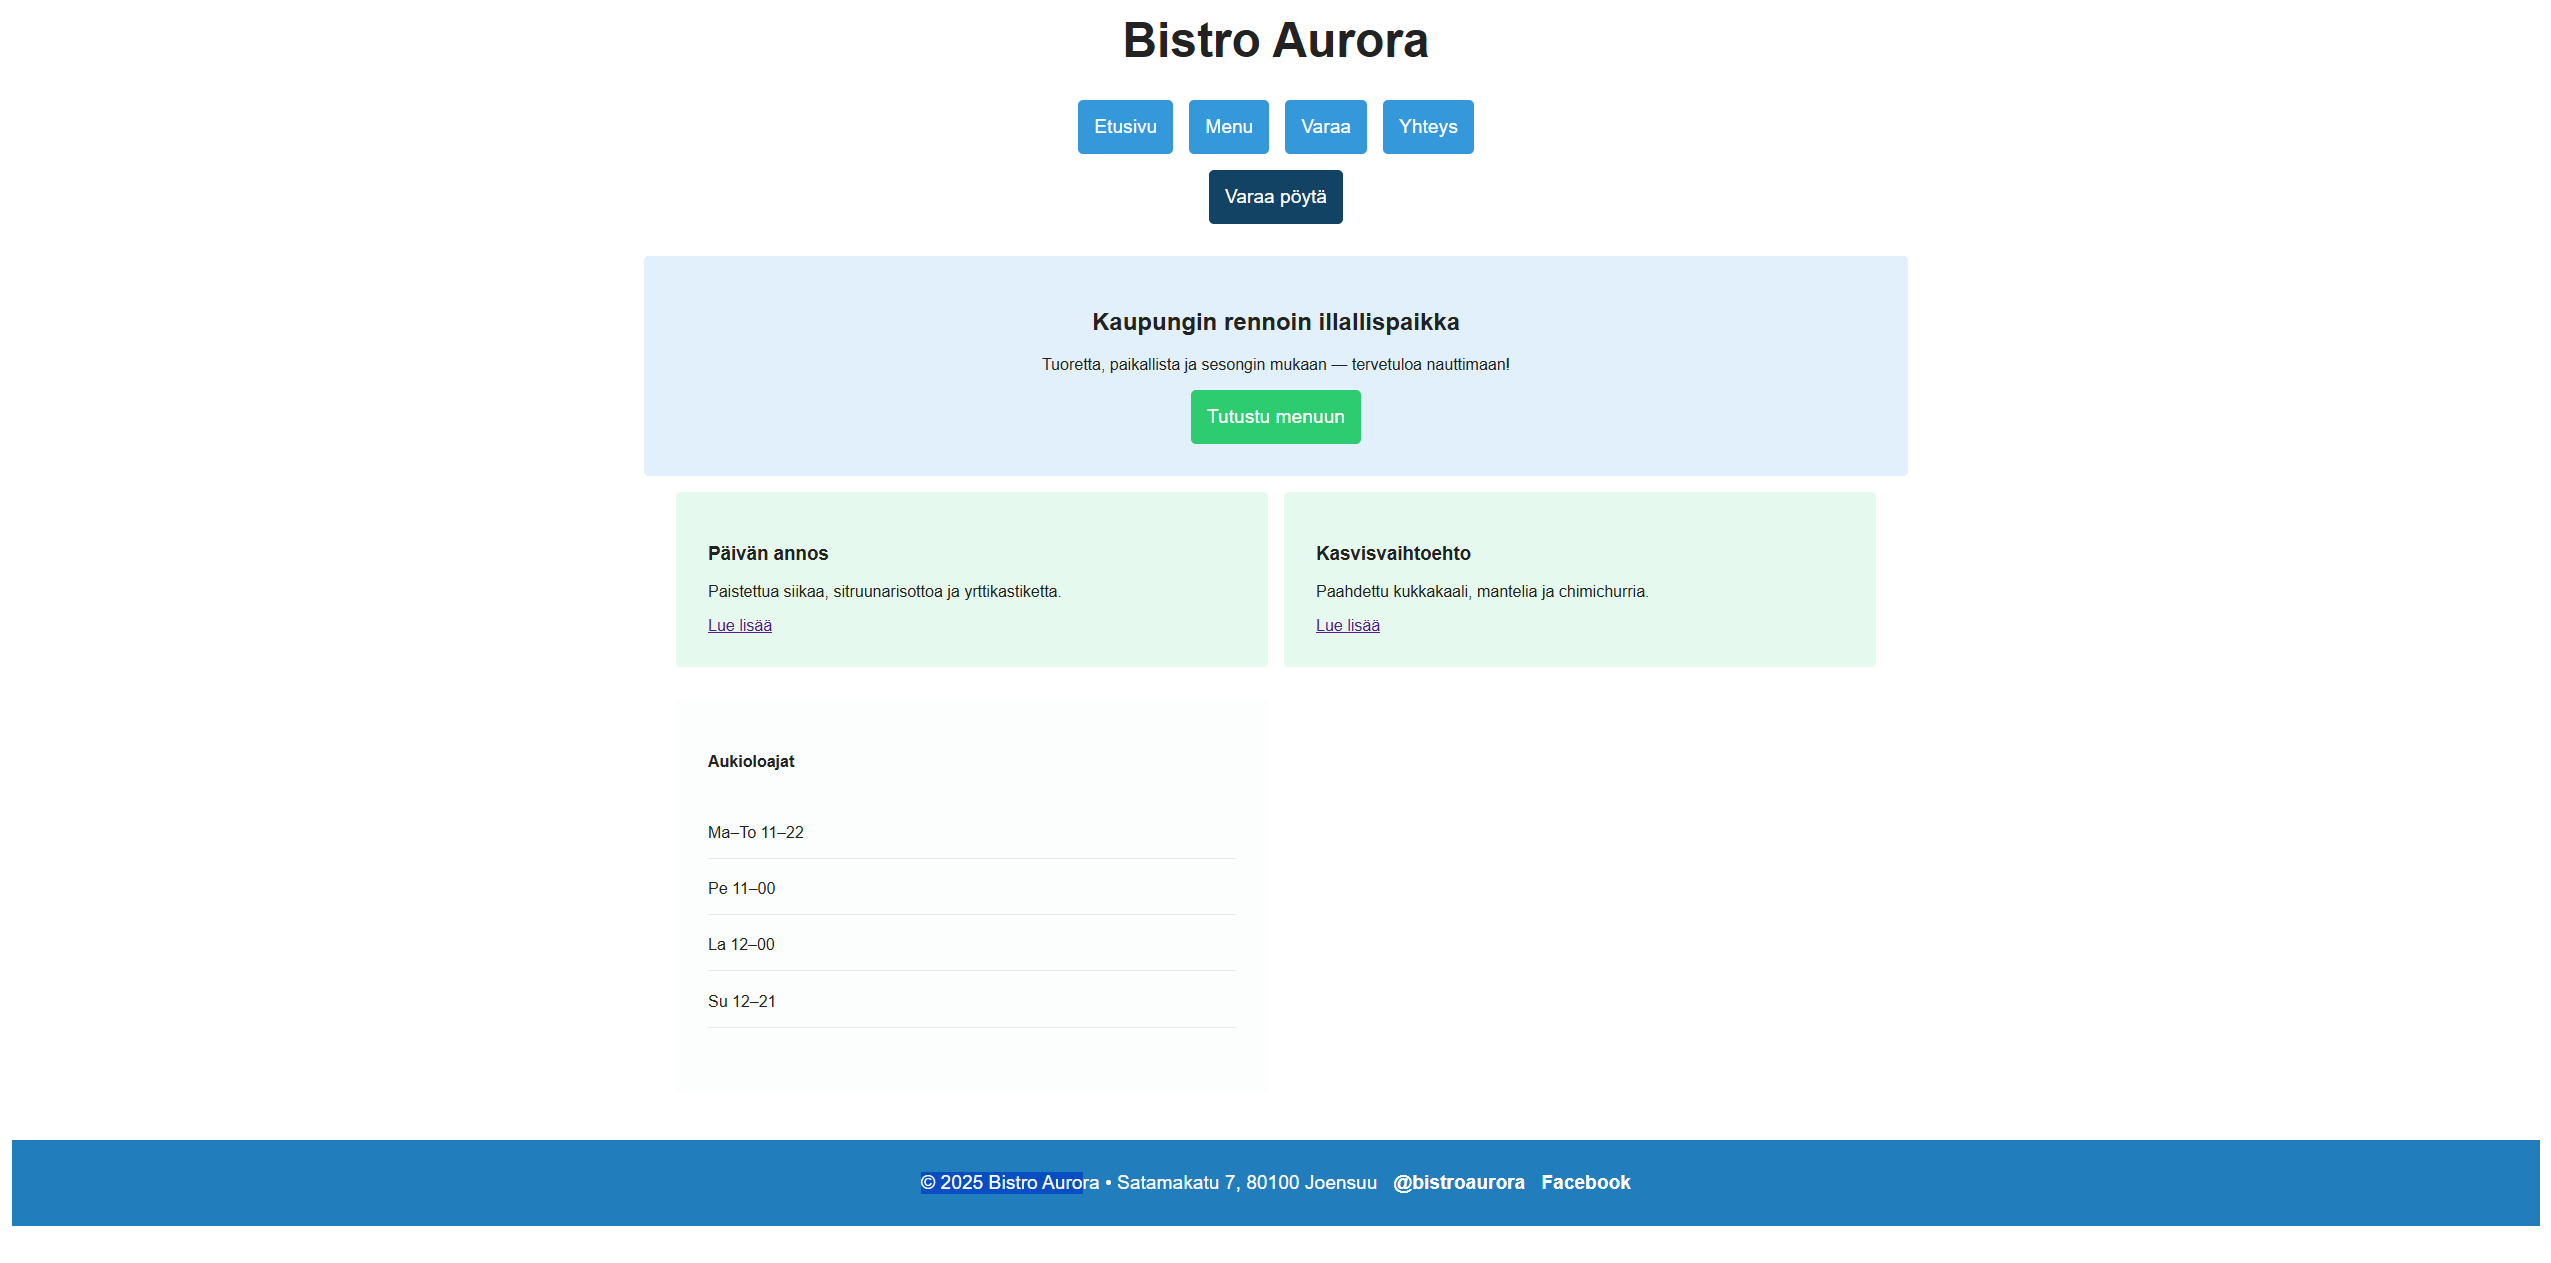 Bistro Aurora
Etusivu Menu Varaa Yhteys
Varaa pöytä
Kaupungin rennoin illallispaikka
Tuoretta, paikallista ja sesongin mukaan — tervetuloa nauttimaan!
Tutustu menuun
Päivän annos
Paistettua siikaa, sitruunarisottoa ja yrttikastiketta.
Lue lisää
Kasvisvaihtoehto
Paahdettu kukkakaali, mantelia ja chimichurria.
Lue lisää
Aukioloajat
Ma–To 11–22
Pe 11–00
La 12–00
Su 12–21
© 2025 Bistro Aurora • Satamakatu 7, 80100 Joensuu @bistroaurora Facebook